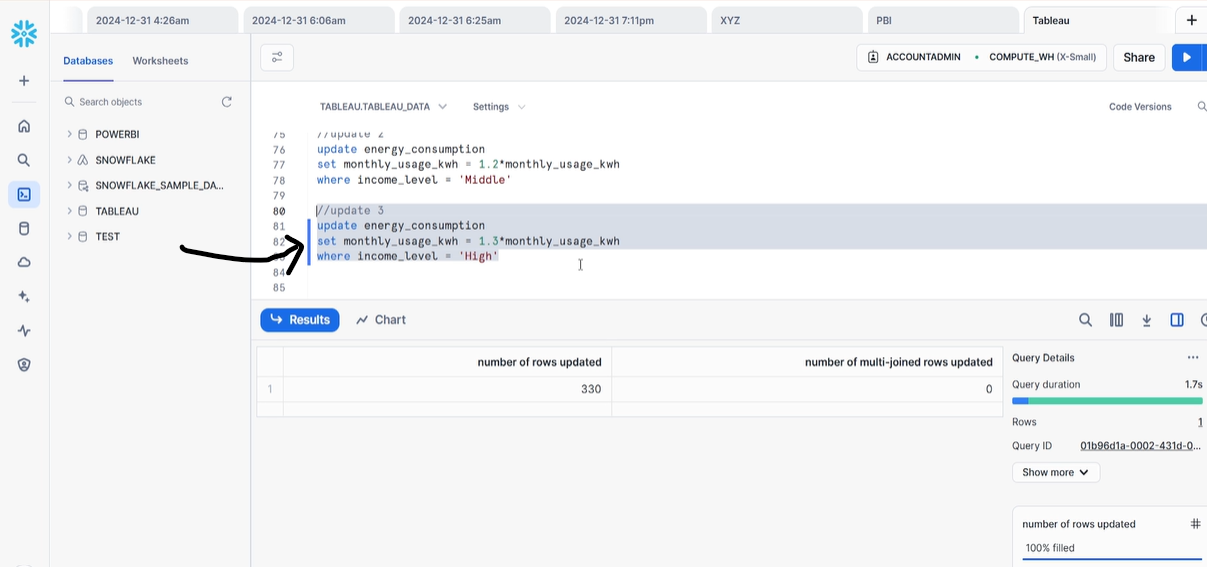 2024-12-31 4:26am
2024-12-31 6:06am
2024-12-31 6:25am
2024-12-31 7:11pm
XYZ
PBI
Tableau
Databases
Worksheets
ACCOUNTADMIN
COMPUTE_WH (X-Small)
Share
Search objects
POWERBI
SNOWFLAKE
SNOWFLAKE_SAMPLE_DA...
TABLEAU
TEST
TABLEAU.TABLEAU_DATA
Settings
Code Versions
75 //update 2
76 update energy_consumption
77 set monthly_usage_kwh = 1.2*monthly_usage_kwh
78 where income_level = 'Middle'
79
80 //update 3
81 update energy_consumption
82 set monthly_usage_kwh = 1.3*monthly_usage_kwh
where income_level = 'High'
84
85
Results
Chart
number of rows updated
number of multi-joined rows updated
1
330
0
Query Details
Query duration
1.7s
Rows
1
Query ID
01b96d1a-0002-431d-0...
Show more
number of rows updated
100% filled